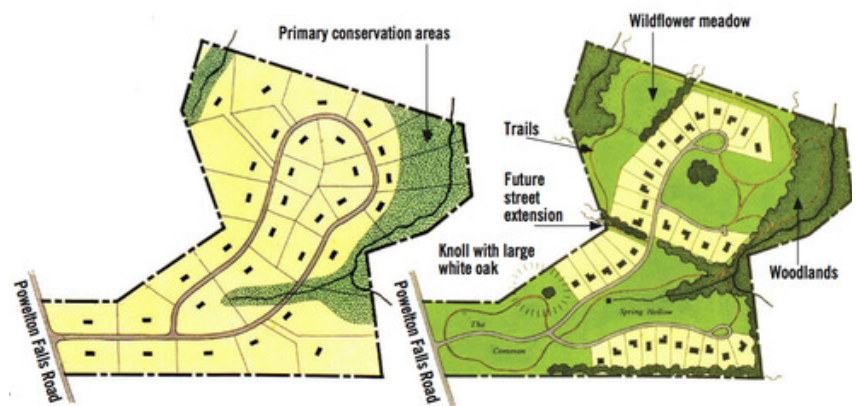 Primary conservation areas
Wildflower meadow
Trails
Future
street
extension
Knoll with large
white oak
Woodlands
Powelton Falls Road
Powelton Falls Road
The
Common
Spring Hollow